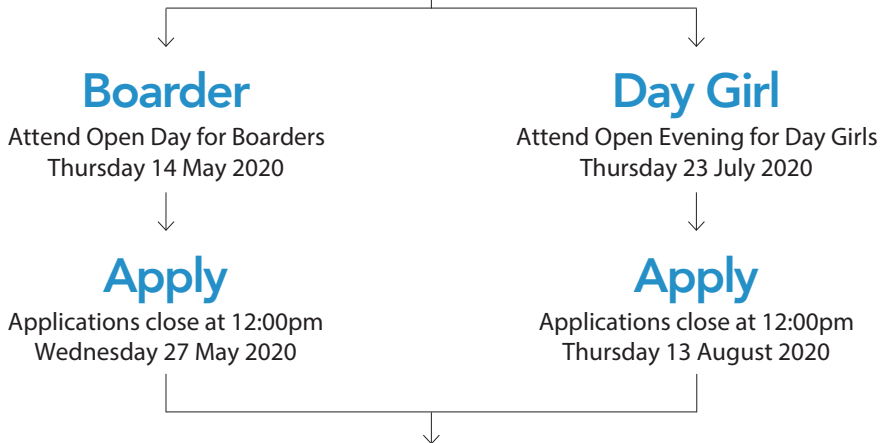 Boarder
Attend Open Day for Boarders
Thursday 14 May 2020
Apply
Applications close at 12:00pm
Wednesday 27 May 2020
Day Girl
Attend Open Evening for Day Girls
Thursday 23 July 2020
Apply
Applications close at 12:00pm
Thursday 13 August 2020